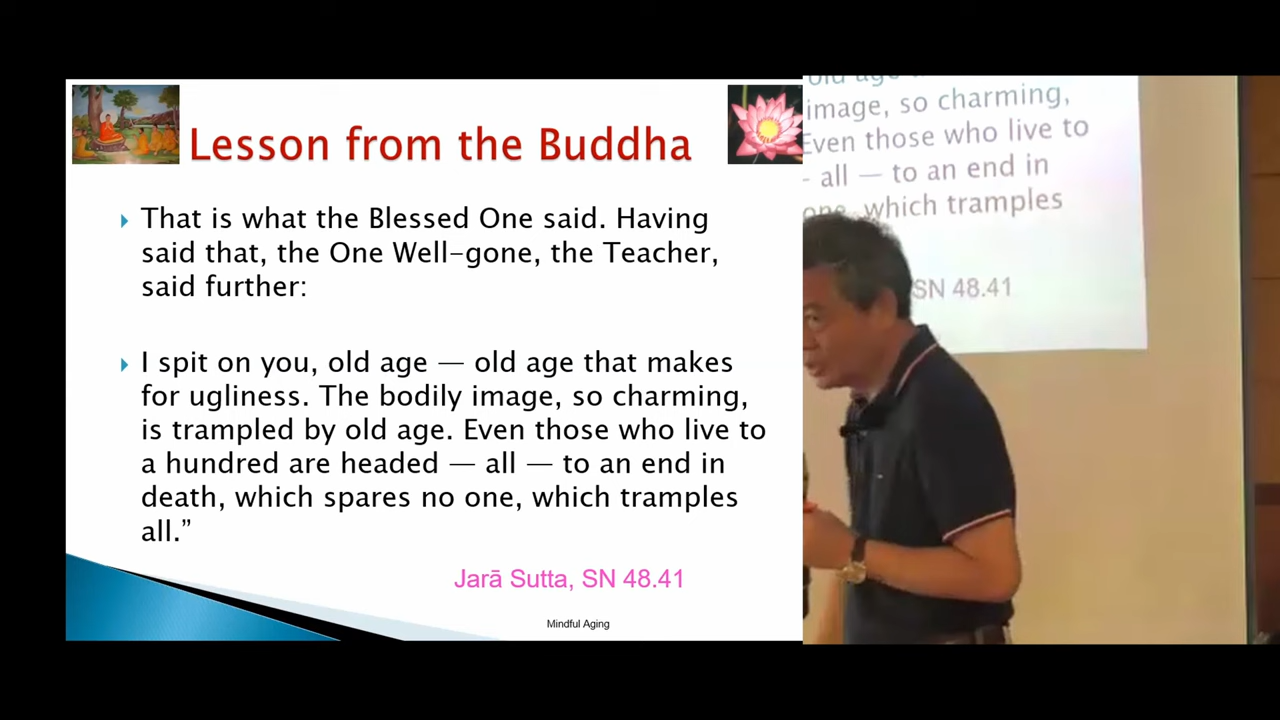 Lesson from the Buddha
That is what the Blessed One said. Having
said that, the One Well-gone, the Teacher,
said further:
I spit on you, old age — old age that makes
for ugliness. The bodily image, so charming,
is trampled by old age. Even those who live to
a hundred are headed — all — to an end in
death, which spares no one, which tramples
all.”
Jarā Sutta, SN 48.41
Mindful Aging
old age
image, so charming,
Even those who live to
- all — to an end in
one, which tramples
SN 48.41